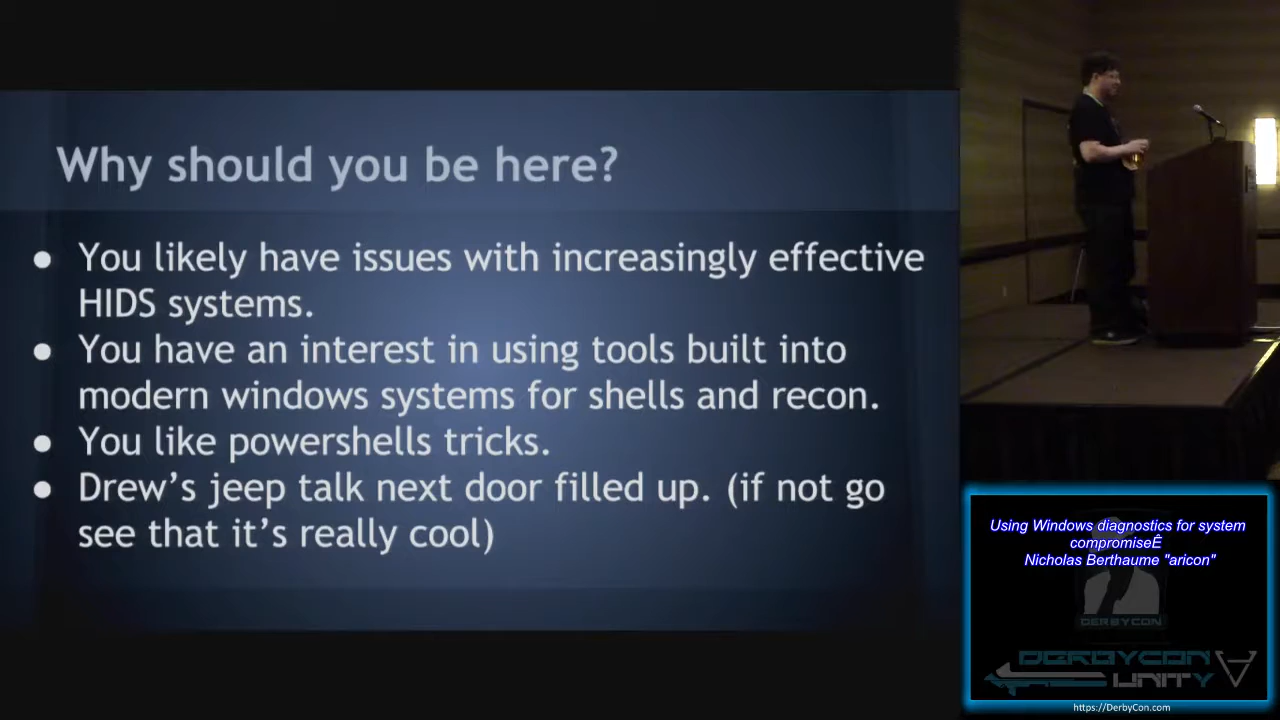 Why should you be here?
● You likely have issues with increasingly effective
HIDS systems.
● You have an interest in using tools built into
modern windows systems for shells and recon.
● You like powershells tricks.
● Drew's jeep talk next door filled up. (if not go
see that it's really cool)
Using Windows diagnostics for system
compromiseÊ
Nicholas Berthaume "aricon"
DERBYCON
DERBYCON
UNITY
https://DerbyCon.com